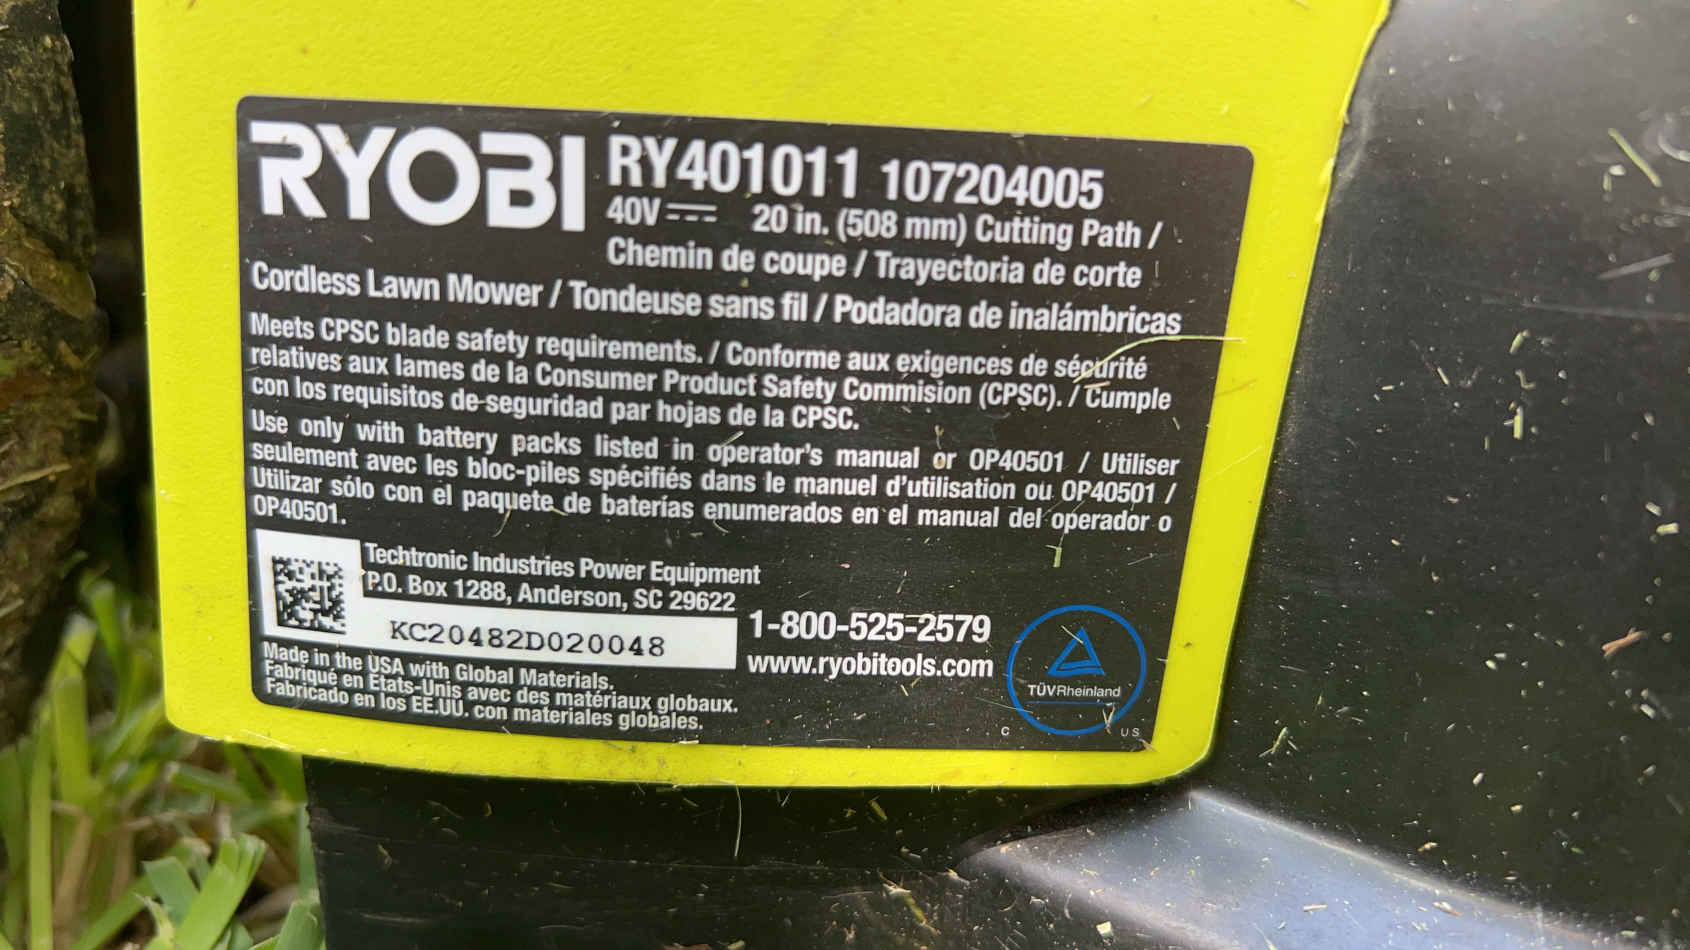 RYOBI RY401011 107204005
40V 20 in. (508 mm) Cutting Path /
Chemin de coupe / Trayectoria de corte
Cordless Lawn Mower / Tondeuse sans fil / Podadora de inalámbricas
Meets CPSC blade safety requirements. / Conforme aux exigences de sécurité
relatives aux lames de la Consumer Product Safety Commision (CPSC). / Cumple
con los requisitos de seguridad par hojas de la CPSC.
Use only with battery packs listed in operator's manual or OP40501 / Utiliser
seulement avec les bloc-piles spécifiés dans le manuel d'utilisation ou OP40501 /
Utilizar sólo con el paquete de baterías enumerados en el manual del operador o
OP40501.
Techtronic Industries Power Equipment
P.O. Box 1288, Anderson, SC 29622
KC20482D020048
1-800-525-2579
www.ryobitools.com
Made in the USA with Global Materials.
Fabriqué en Etats-Unis avec des matériaux globaux.
Fabricado en los EE.UU. con materiales globales.
TÜVRheinland
C US